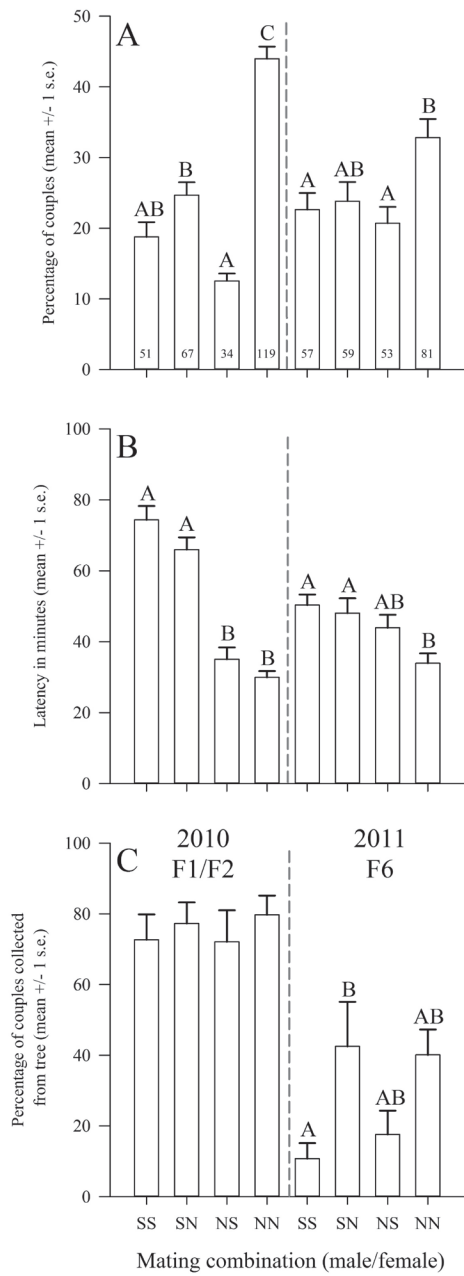 50
A
C
40
B
30
B
A
AB
AB
A
20
A
10
51
67
34
119
57
59
53
81
0
Percentage of couples (mean +/- 1 s.e.)
100
B
80
A
A
60
A
A
AB
40
B
B
B
20
0
Latency in minutes (mean +/- 1 s.e.)
100
C
2010
2011
F1/F2
F6
80
60
B
AB
40
AB
20
A
0
Percentage of couples collected
from tree (mean +/- 1 s.e.)
SS SN NS NN SS SN NS NN
Mating combination (male/female)